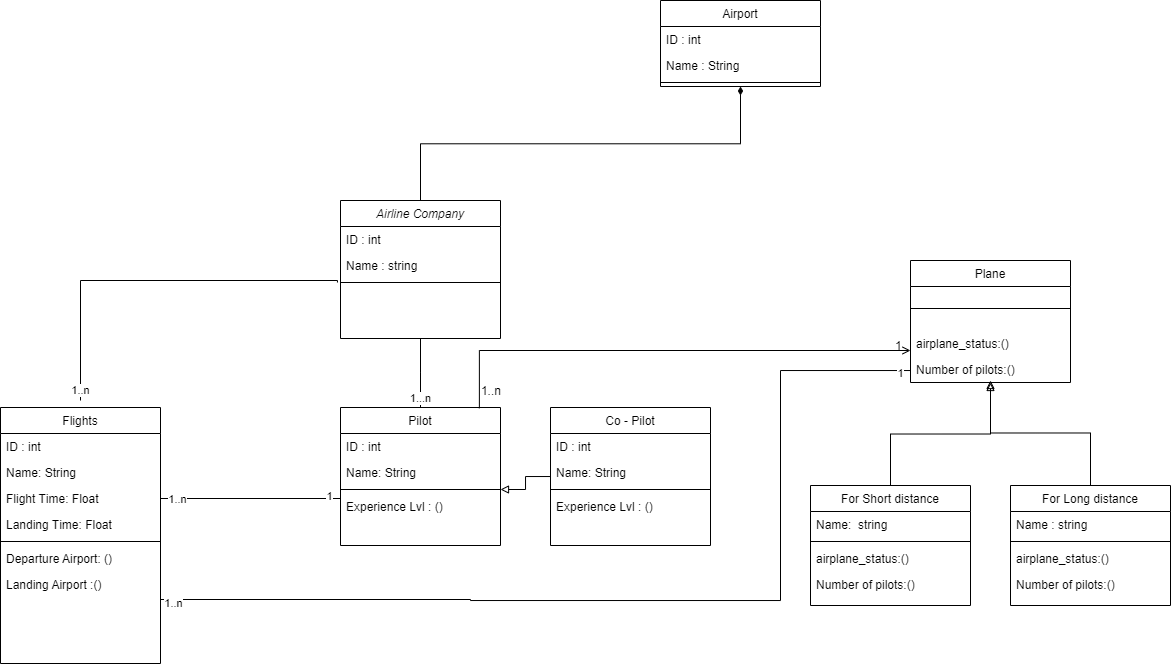 Airport
ID : int
Name : String
Airline Company
ID : int
Name : string
Plane
airplane_status:()
Number of pilots:()
1
1
1..n
1...n
1..n
Flights
ID : int
Name: String
Flight Time: Float
Landing Time: Float
Departure Airport: ()
Landing Airport :()
1..n
1
1..n
Pilot
ID : int
Name: String
Experience Lvl : ()
Co - Pilot
ID : int
Name: String
Experience Lvl : ()
For Short distance
Name:  string
airplane_status:()
Number of pilots:()
For Long distance
Name : string
airplane_status:()
Number of pilots:()